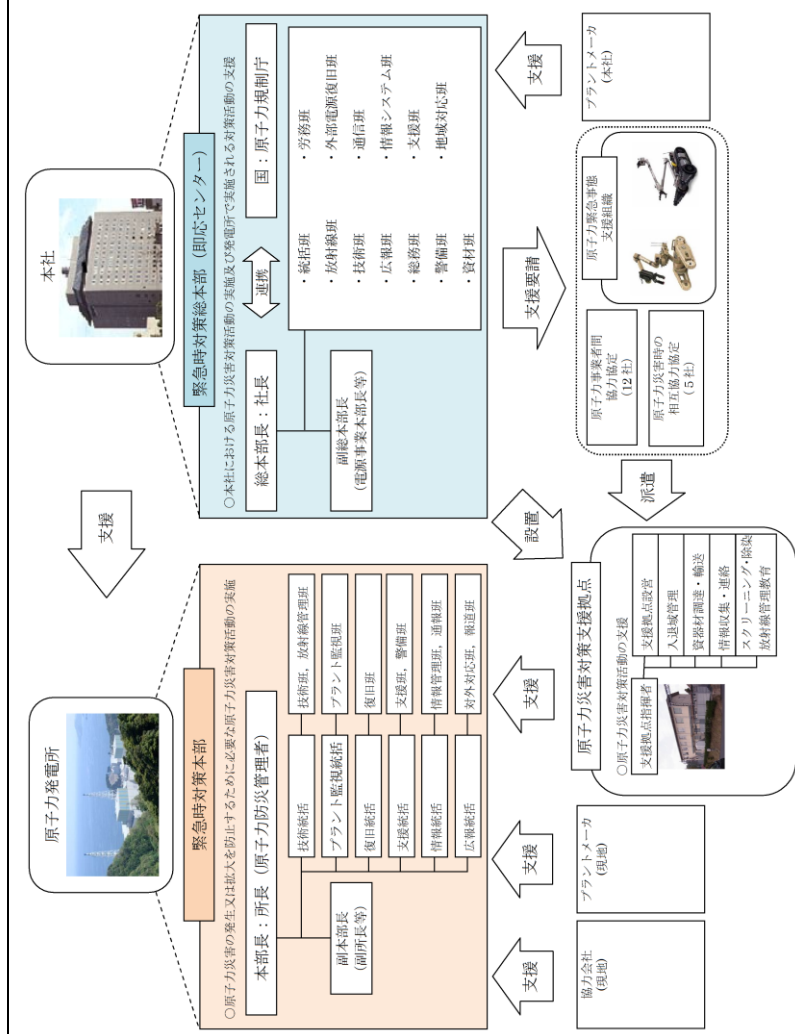 原子力発電所
支援
本社
緊急時対策本部
○原子力災害の発生又は拡大を防止するために必要な原子力災害対策活動の実施
本部長：所長（原子力防災管理者）
副本部長
(副所長等)
技術統括
技術班，放射線管理班
プラント監視統括
プラント監視班
復旧統括
復旧班
支援統括
支援班，警備班
情報統括
情報管理班，通報班
広報統括
対外対応班，報道班
緊急時対策総本部（即応センター）
○本社における原子力災害対策活動の実施及び発電所で実施される対策活動の支援
総本部長：社長
連携
国：原子力規制庁
副総本部長
(電源事業本部長等)
・統括班
・放射線班
・技術班
・広報班
・総務班
・警備班
・資材班
・労務班
・外部電源復旧班
・通信班
・情報システム班
・支援班
・地域対応班
支援
支援
支援
設置
支援要請
支援
協力会社
(現地)
プラントメーカ
(現地)
原子力災害対策支援拠点
○原子力災害対策活動の支援
支援拠点指揮者
支援拠点設営
入退域管理
資器材調達・輸送
情報収集・連絡
スクリーニング・除染
放射線管理教育
派遣
原子力事業者間
協力協定
(12 社)
原子力災害時の
相互協力協定
(5 社)
原子力緊急事態
支援組織
プラントメーカ
(本社)